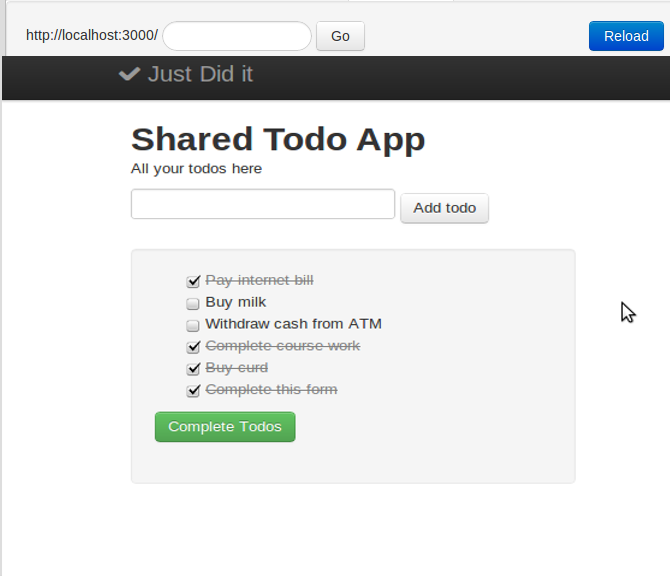 http://localhost:3000/ Go Reload
Just Did it
Shared Todo App
All your todos here
Add todo
Pay internet bill
Buy milk
Withdraw cash from ATM
Complete course work
Buy curd
Complete this form
Complete Todos